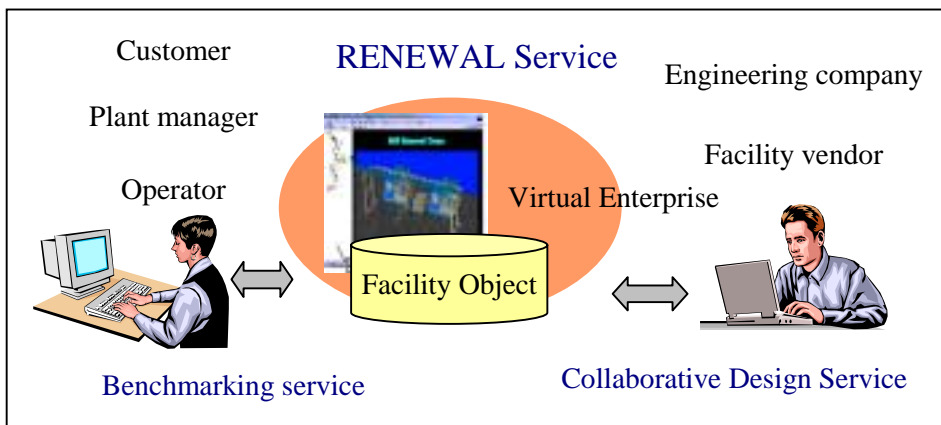 Customer
RENEWAL Service
Engineering company
Plant manager
Facility vendor
Operator
Virtual Enterprise
Facility Object
Benchmarking service
Collaborative Design Service